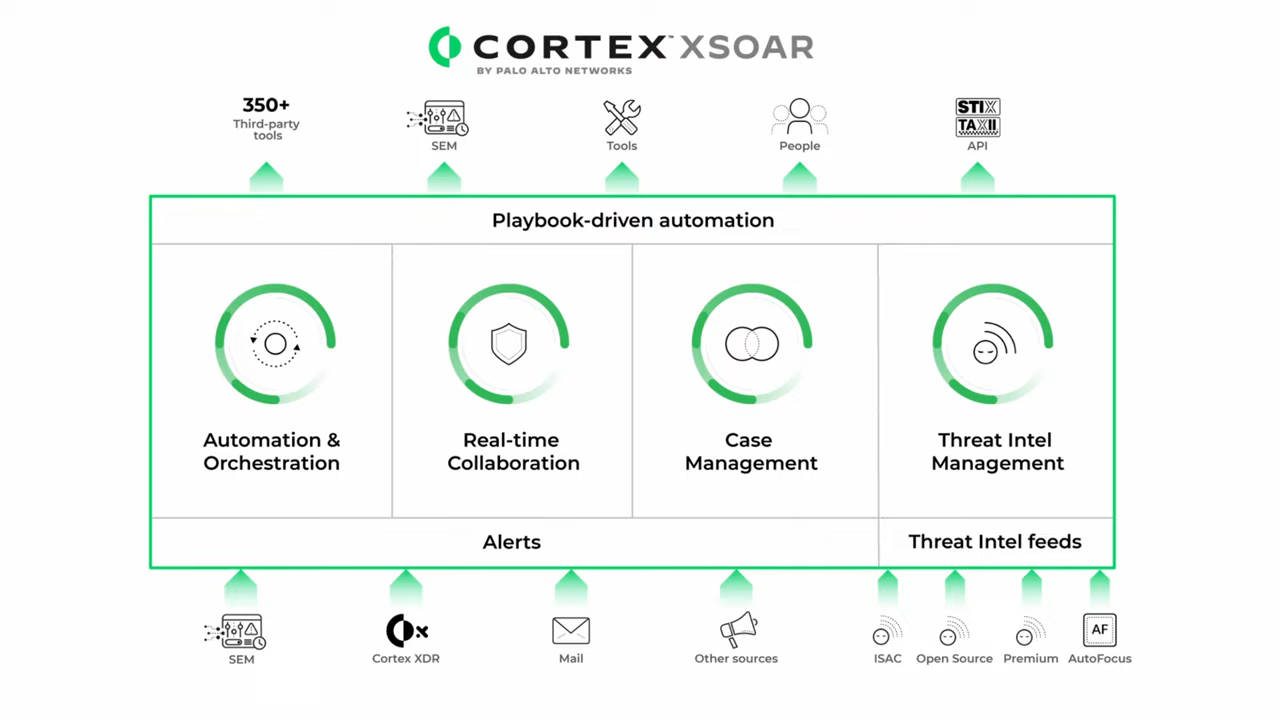 CORTEX™ XSOAR
BY PALO ALTO NETWORKS
350+
Third-party
tools
SEM
Tools
People
STIX
TAXII
API
Playbook-driven automation
Automation &
Orchestration
Real-time
Collaboration
Case
Management
Threat Intel
Management
Alerts
Threat Intel feeds
SEM
Cortex XDR
Mail
Other sources
ISAC
Open Source
Premium
AF
AutoFocus